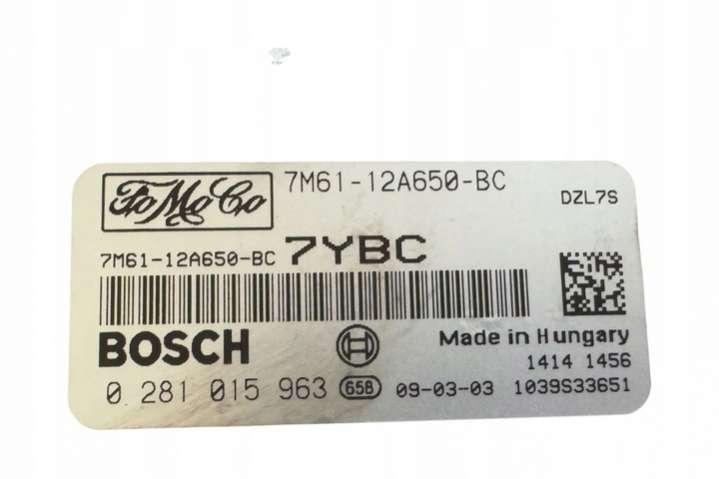 FoMoCo
7M61-12A650-BC
DZL7S
7M61-12A650-BC 7YBC
BOSCH
Made in Hungary
1414 1456
0 281 015 963 658 09-03-03 1039S33651